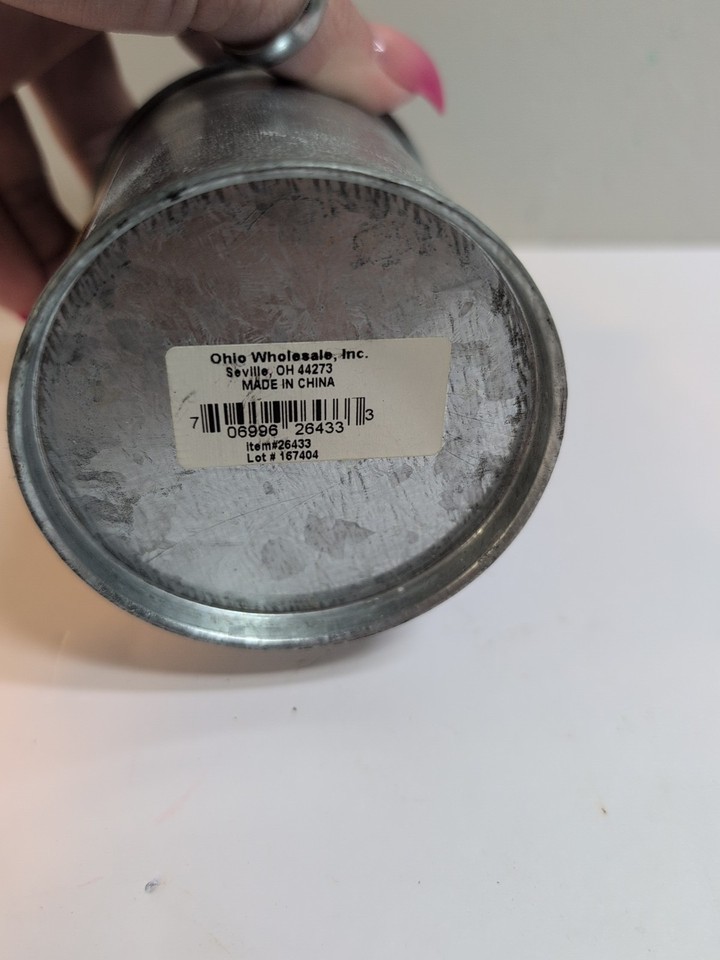 Ohio Wholesale, Inc.
Seville, OH 44273
MADE IN CHINA
7 06996 26433 3
Item#26433
Lot # 167404